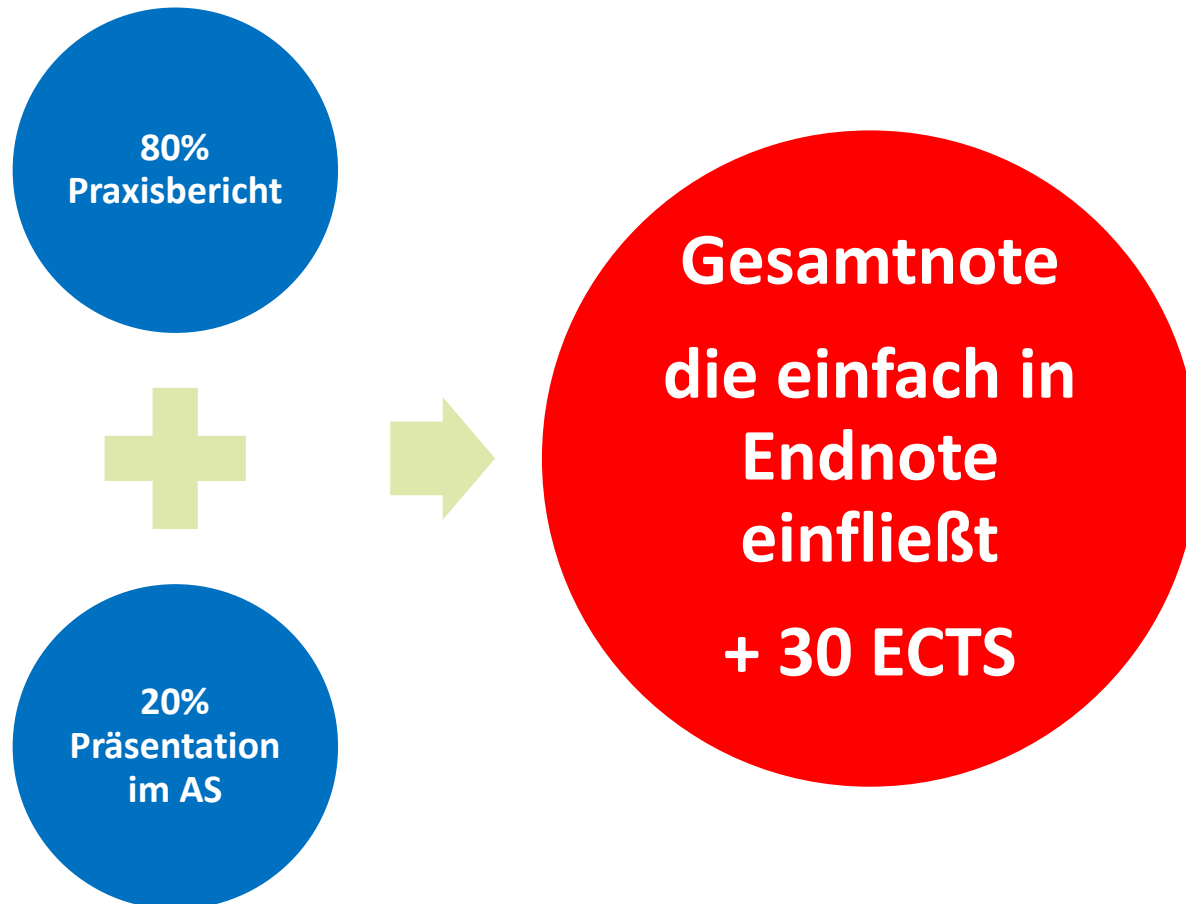 80%
Praxisbericht
20%
Präsentation
im AS
Gesamtnote
die einfach in
Endnote
einfließt
+ 30 ECTS